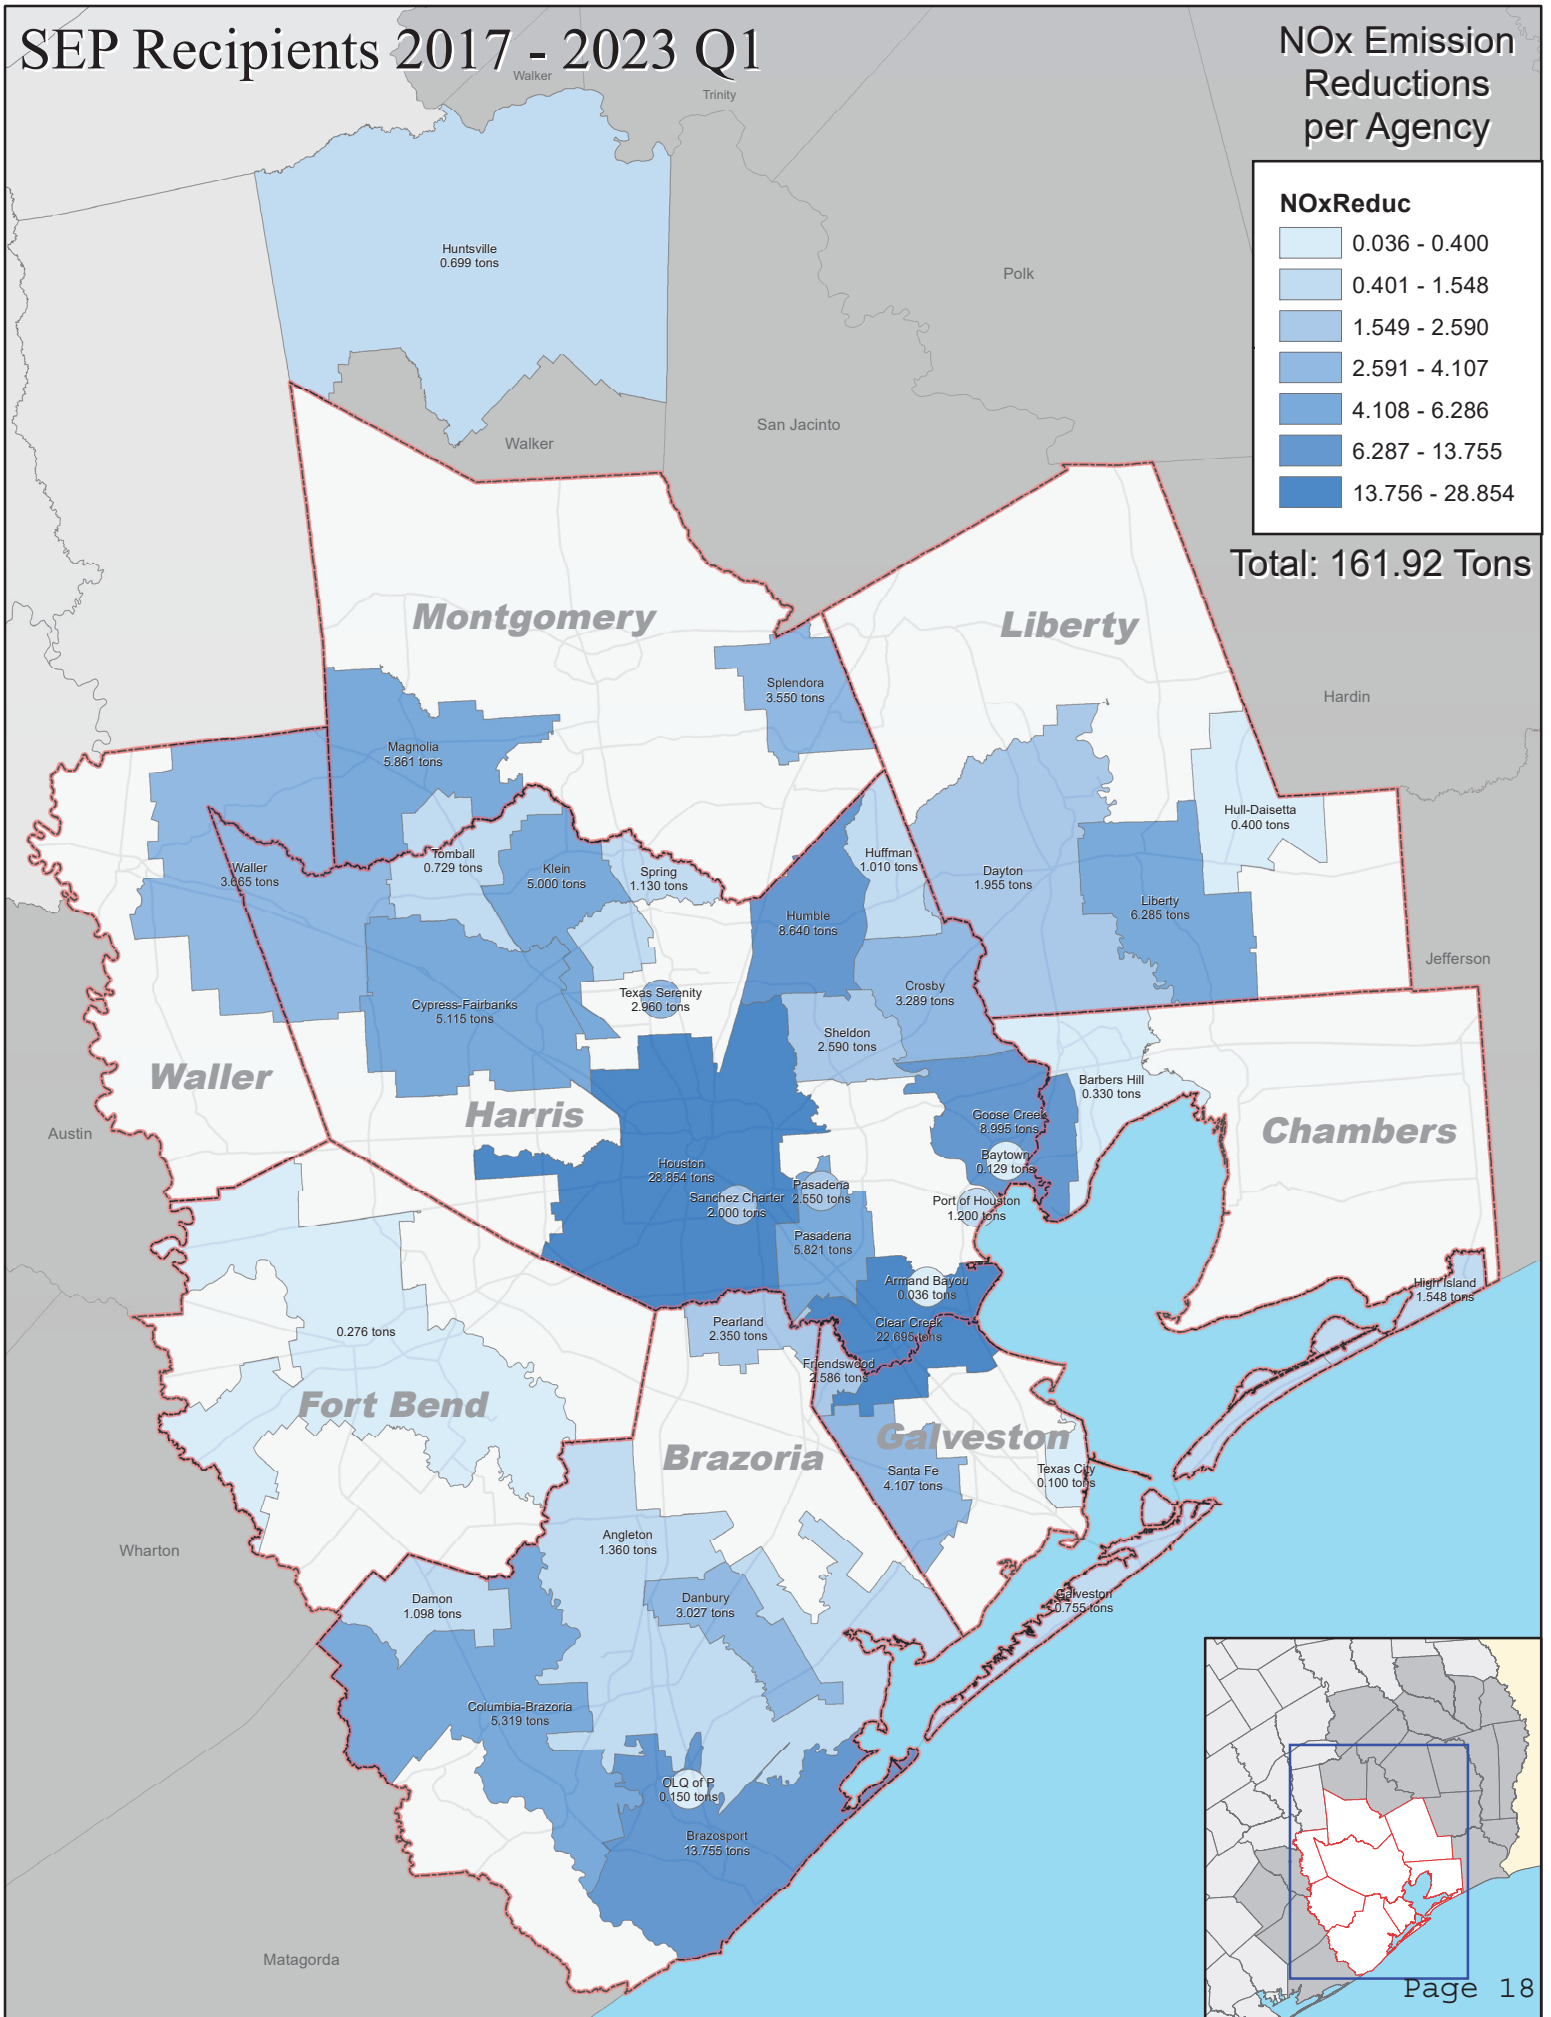 SEP Recipients 2017 - 2023 Q1
NOx Emission
Reductions
per Agency
NOxReduc
0.036 - 0.400
0.401 - 1.548
1.549 - 2.590
2.591 - 4.107
4.108 - 6.286
6.287 - 13.755
13.756 - 28.854
Total: 161.92 Tons
Walker
Trinity
Huntsville
0.699 tons
Polk
San Jacinto
Walker
Montgomery
Liberty
Splendora
3.550 tons
Hardin
Magnolia
5.861 tons
Hull-Daisetta
0.400 tons
Tomball
0.729 tons
Klein
5.000 tons
Spring
1.130 tons
Huffman
1.010 tons
Waller
3.665 tons
Dayton
1.955 tons
Liberty
6.285 tons
Humble
8.640 tons
Jefferson
Crosby
3.289 tons
Texas Serenity
2.960 tons
Cypress-Fairbanks
5.115 tons
Sheldon
2.590 tons
Waller
Barbers Hill
0.330 tons
Harris
Goose Creek
8.995 tons
Chambers
Austin
Baytown
0.129 tons
Houston
28.854 tons
Sanchez Charter
2.000 tons
Pasadena
2.550 tons
Port of Houston
1.200 tons
Pasadena
5.821 tons
Armand Bayou
0.036 tons
High Island
1.548 tons
Pearland
2.350 tons
Clear Creek
22.695 tons
0.276 tons
Friendswood
2.586 tons
Fort Bend
Brazoria
Galveston
Santa Fe
4.107 tons
Texas City
0.100 tons
Angleton
1.360 tons
Wharton
Damon
1.098 tons
Danbury
3.027 tons
Galveston
0.755 tons
Columbia-Brazoria
5.319 tons
OLQ of P
0.150 tons
Brazosport
13.755 tons
Matagorda
Page 18